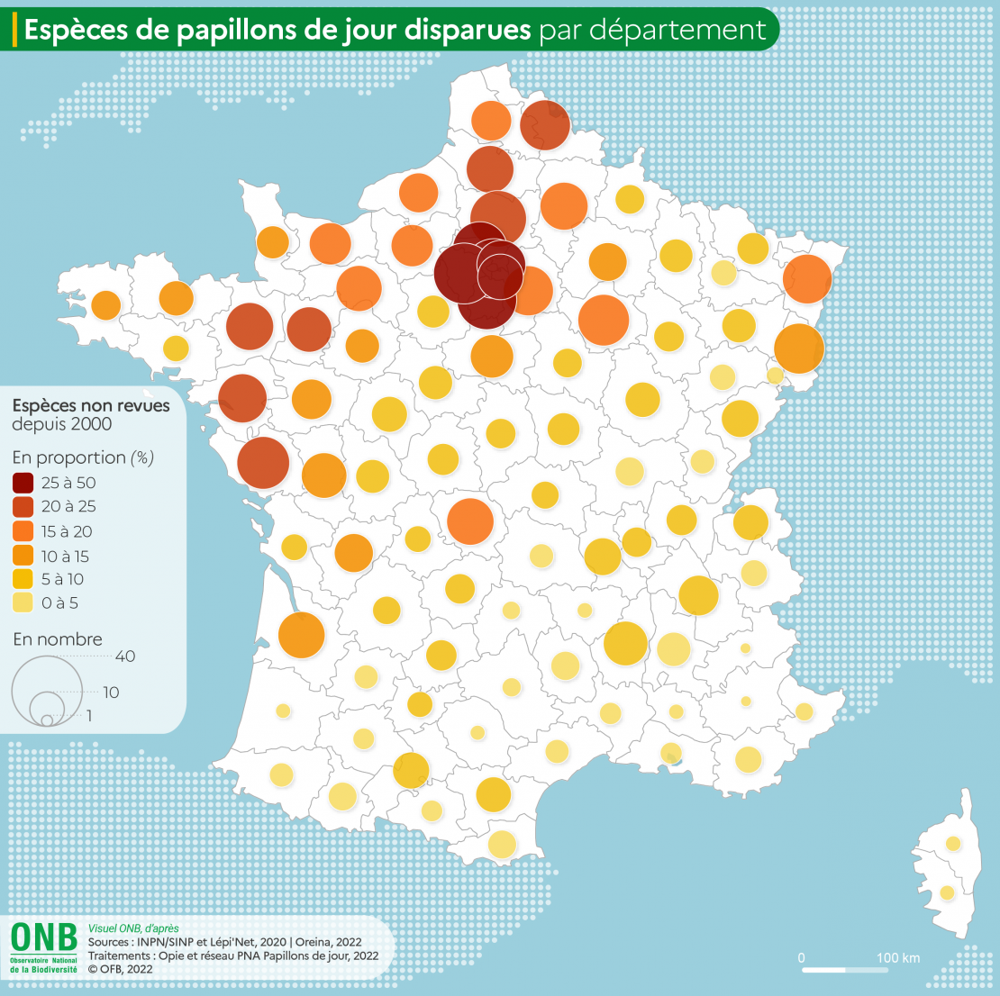 Espèces de papillons de jour disparues par département
Espèces non revues
depuis 2000
En proportion (%)
25 à 50
20 à 25
15 à 20
10 à 15
5 à 10
0 à 5
En nombre
40
10
1
ONB
Observatoire National
de la Biodiversité
Visuel ONB, d'après
Sources : INPN/SINP et Lépi'Net, 2020 | Oreina, 2022
Traitements : Opie et réseau PNA Papillons de jour, 2022
© OFB, 2022
0 100 km